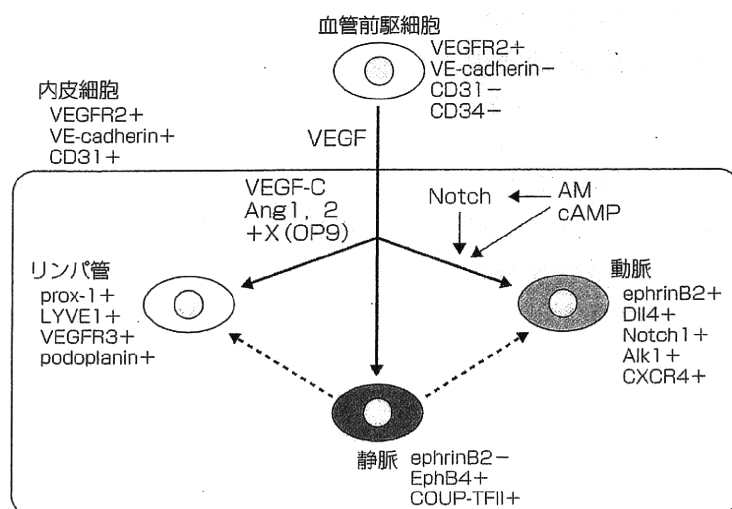 血管前駆細胞
VEGFR2+
VE-cadherin−
CD31−
CD34−
内皮細胞
VEGFR2+
VE-cadherin+
CD31+
VEGF
VEGF-C
Ang1, 2
+X(OP9)
Notch
AM
cAMP
リンパ管
prox-1+
LYVE1+
VEGFR3+
podoplanin+
動脈
ephrinB2+
Dll4+
Notch1+
Alk1+
CXCR4+
静脈
ephrinB2−
EphB4+
COUP-TFII+